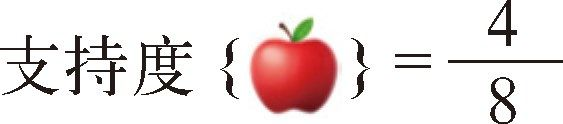 支持度 { } = 4/8